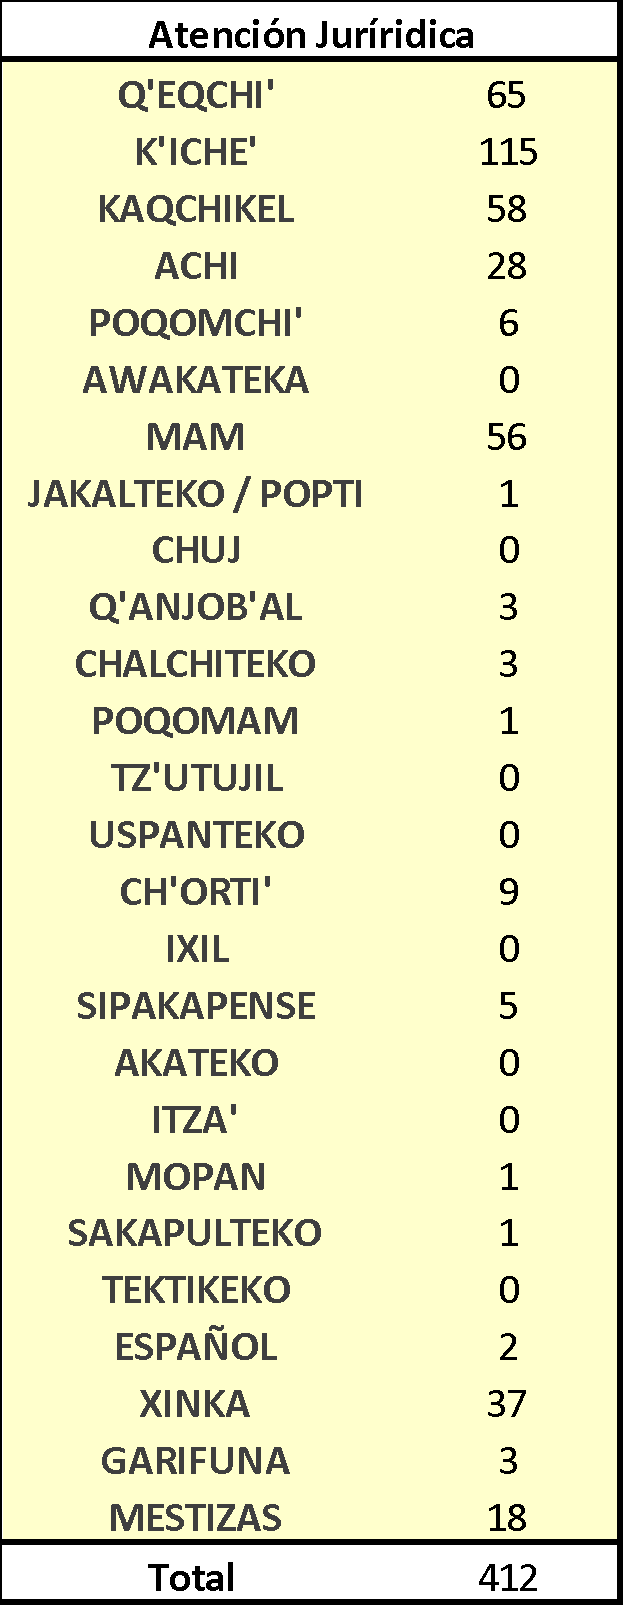 Atención Juríridica
Q'EQCHI' 65
K'ICHE' 115
KAQCHIKEL 58
ACHI 28
POQOMCHI' 6
AWAKATEKA 0
MAM 56
JAKALTEKO / POPTI 1
CHUJ 0
Q'ANJOB'AL 3
CHALCHITEKO 3
POQOMAM 1
TZ'UTUJIL 0
USPANTEKO 0
CH'ORTI' 9
IXIL 0
SIPAKAPENSE 5
AKATEKO 0
ITZA' 0
MOPAN 1
SAKAPULTEKO 1
TEKTIKEKO 0
ESPAÑOL 2
XINKA 37
GARIFUNA 3
MESTIZAS 18
Total 412